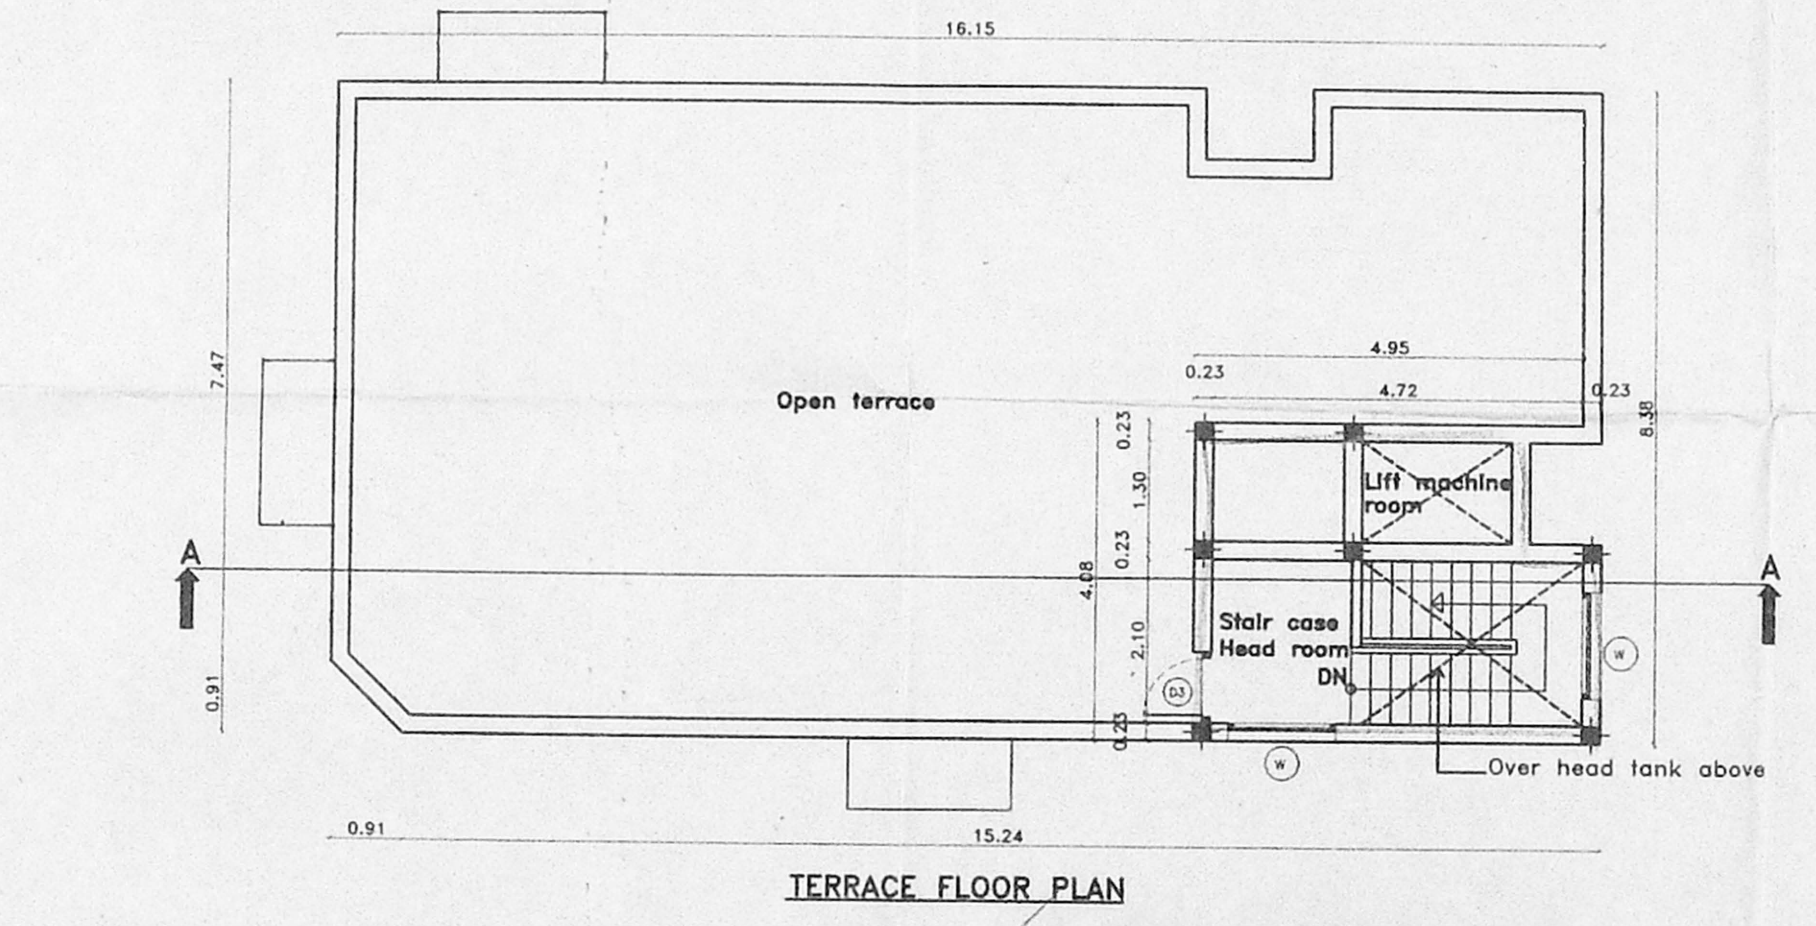 16.15
4.95
0.23
4.72
0.23
7.47
8.38
Open terrace
0.23
1.30
0.23
4.08
2.10
0.23
Lift machine
room
A
A
Stair case
Head room
DN
D3
W
W
0.91
Over head tank above
0.91
15.24
TERRACE FLOOR PLAN